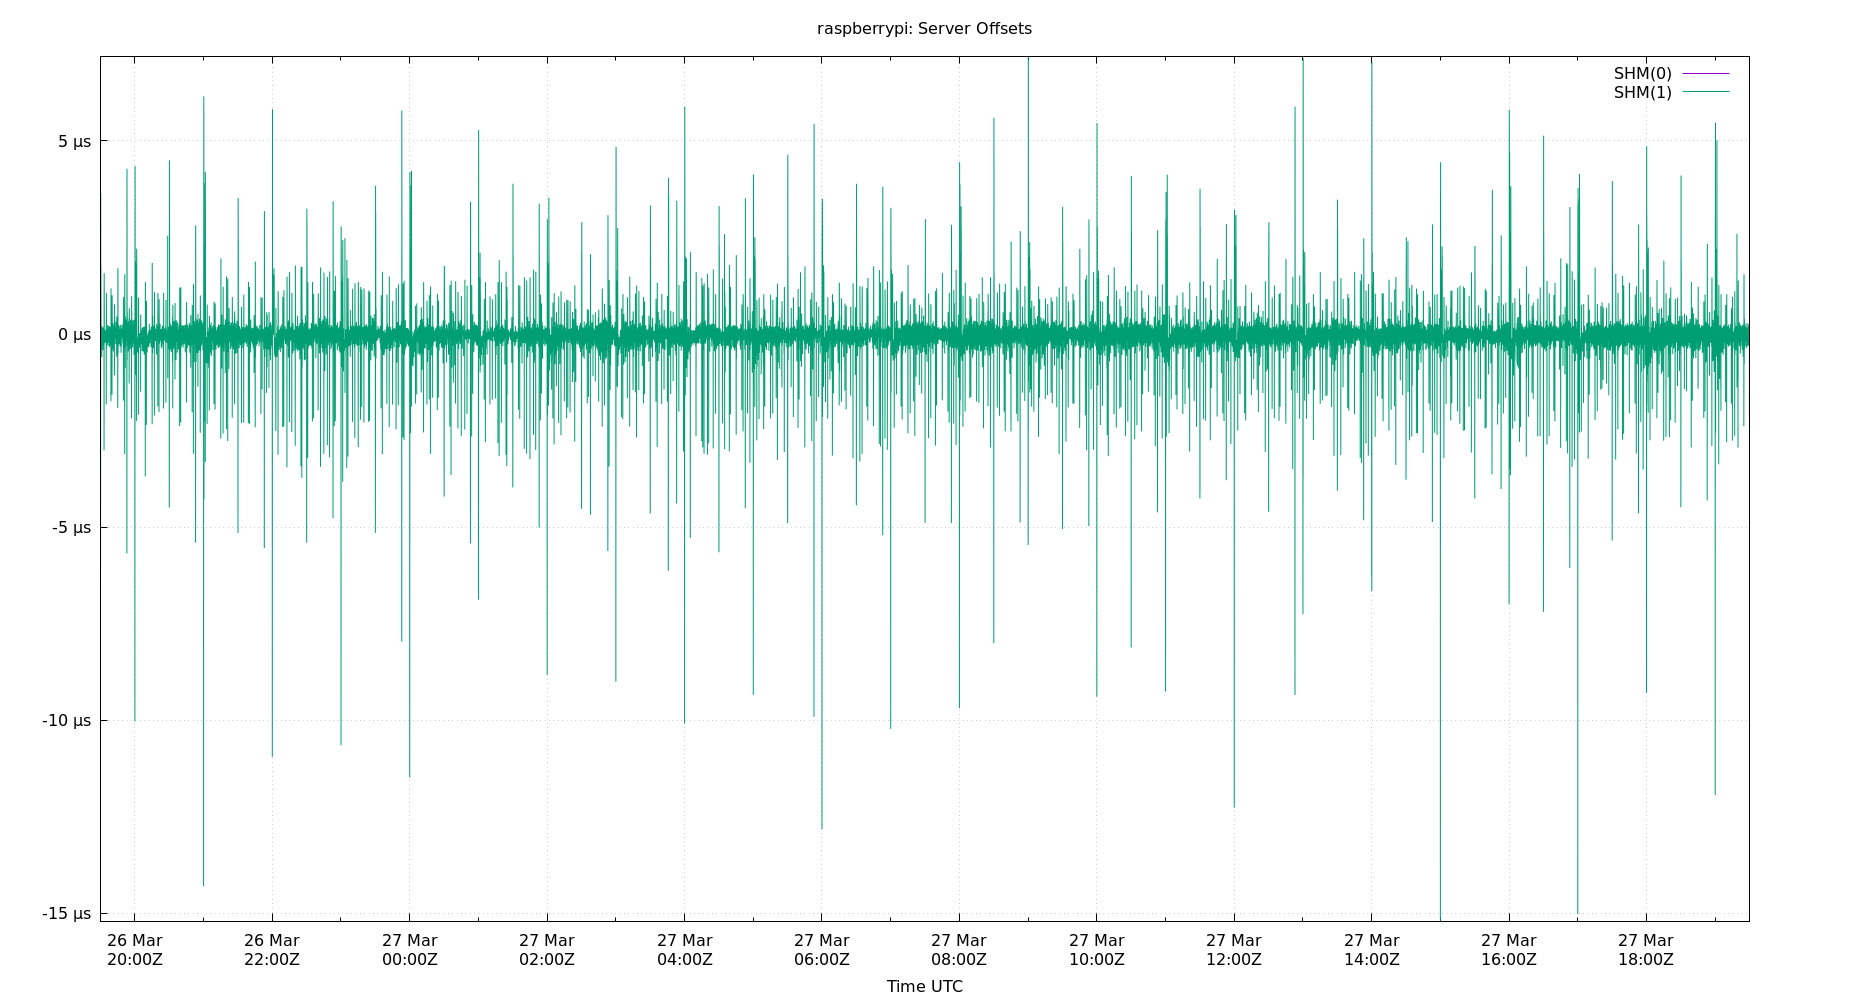 raspberrypi: Server Offsets
SHM(0)
SHM(1)
5 µs
0 µs
-5 µs
-10 µs
-15 µs
26 Mar 26 Mar 27 Mar 27 Mar 27 Mar 27 Mar 27 Mar 27 Mar 27 Mar 27 Mar 27 Mar 27 Mar
20:00Z 22:00Z 00:00Z 02:00Z 04:00Z 06:00Z 08:00Z 10:00Z 12:00Z 14:00Z 16:00Z 18:00Z
Time UTC